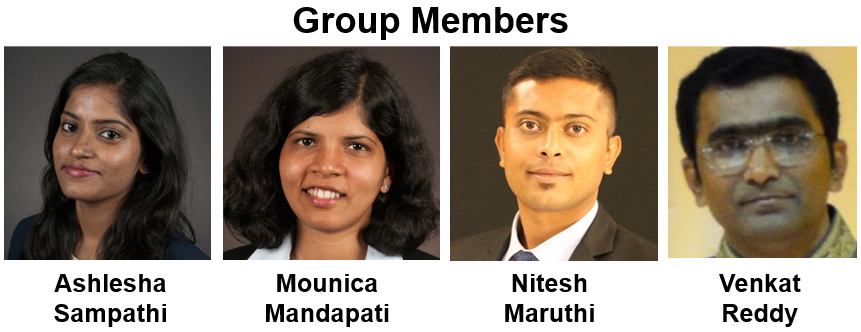 Group Members
Ashlesha
Sampathi
Mounica
Mandapati
Nitesh
Maruthi
Venkat
Reddy